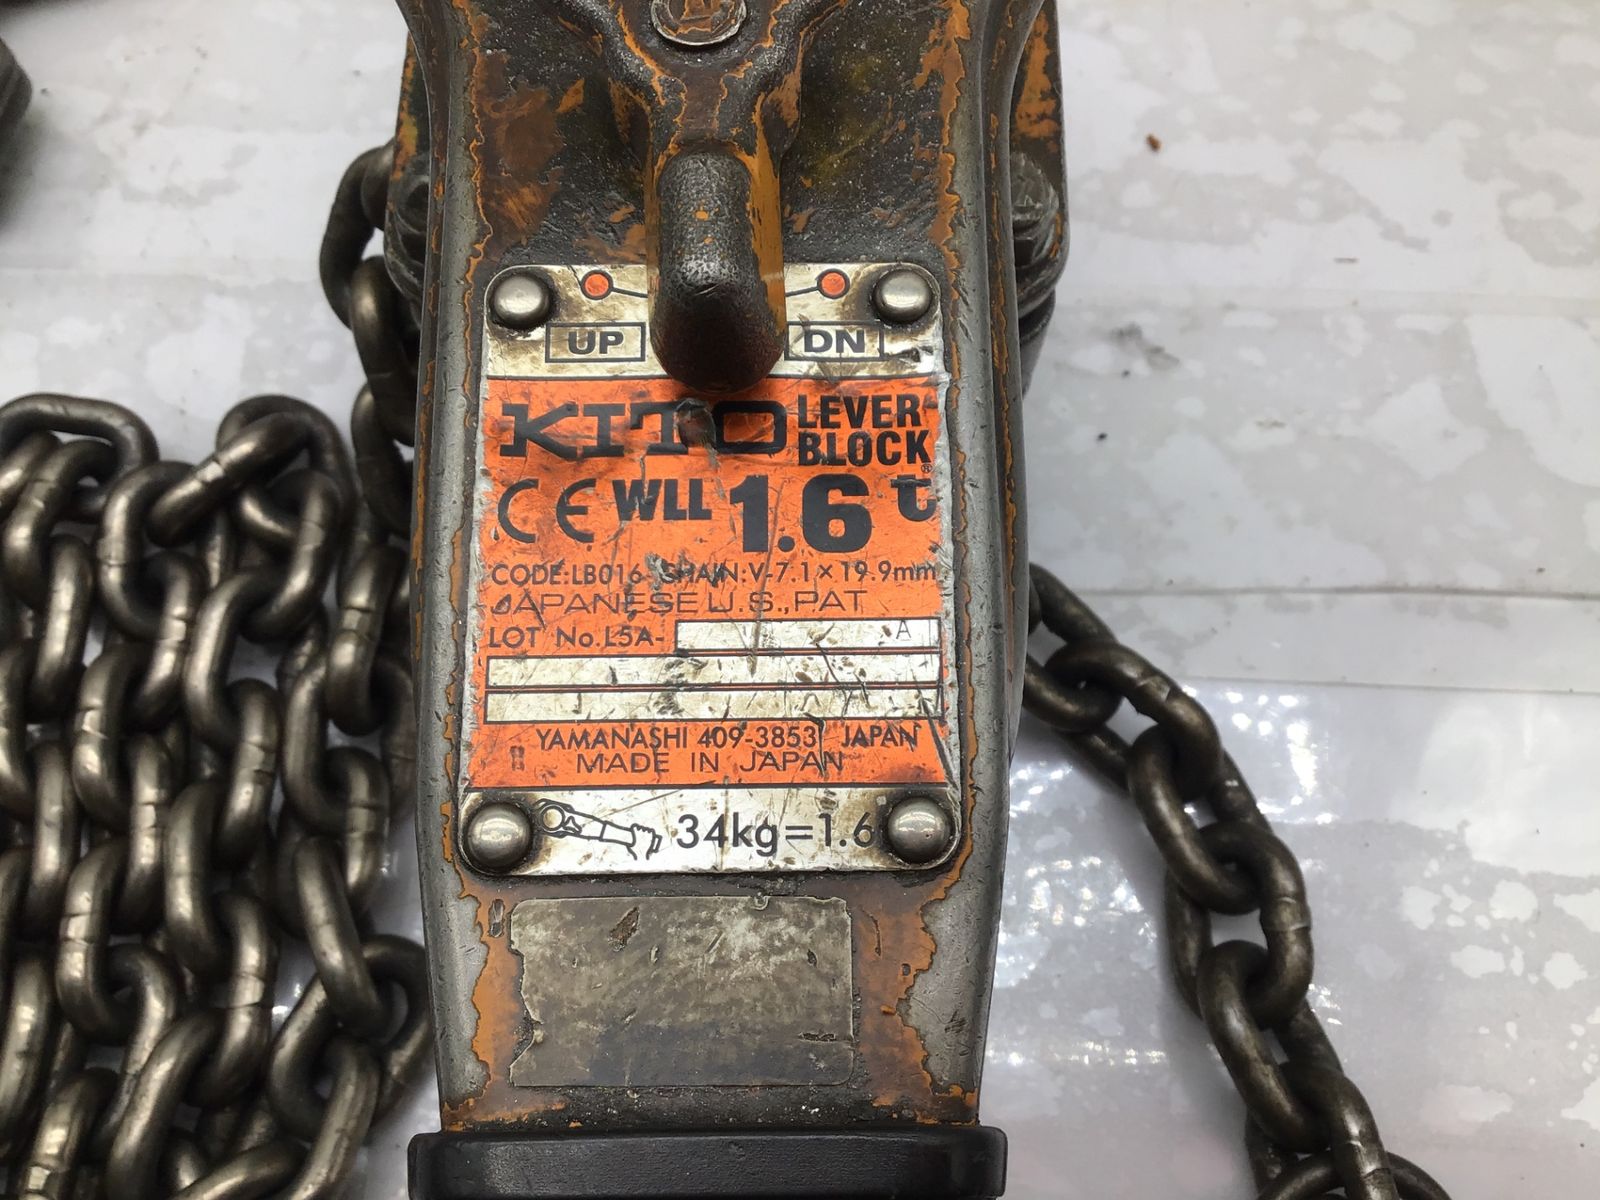 UP DN
KITO LEVER BLOCK®
CE WLL 1.6 t
CODE:LB016 CHAIN:V-7.1×19.9mm
JAPANESE U.S., PAT
LOT No.L5A- A
YAMANASHI 409-3853 JAPAN
MADE IN JAPAN
34kg=1.6